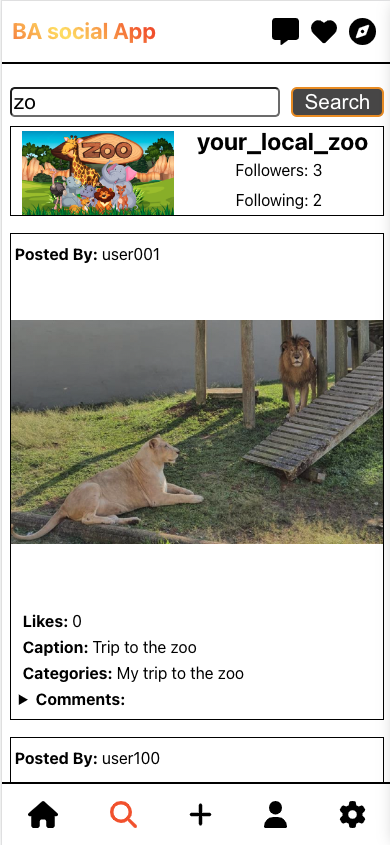 BA social App
zo
Search
ZOO
your_local_zoo
Followers: 3
Following: 2
Posted By: user001
Likes: 0
Caption: Trip to the zoo
Categories: My trip to the zoo
Comments:
Posted By: user100